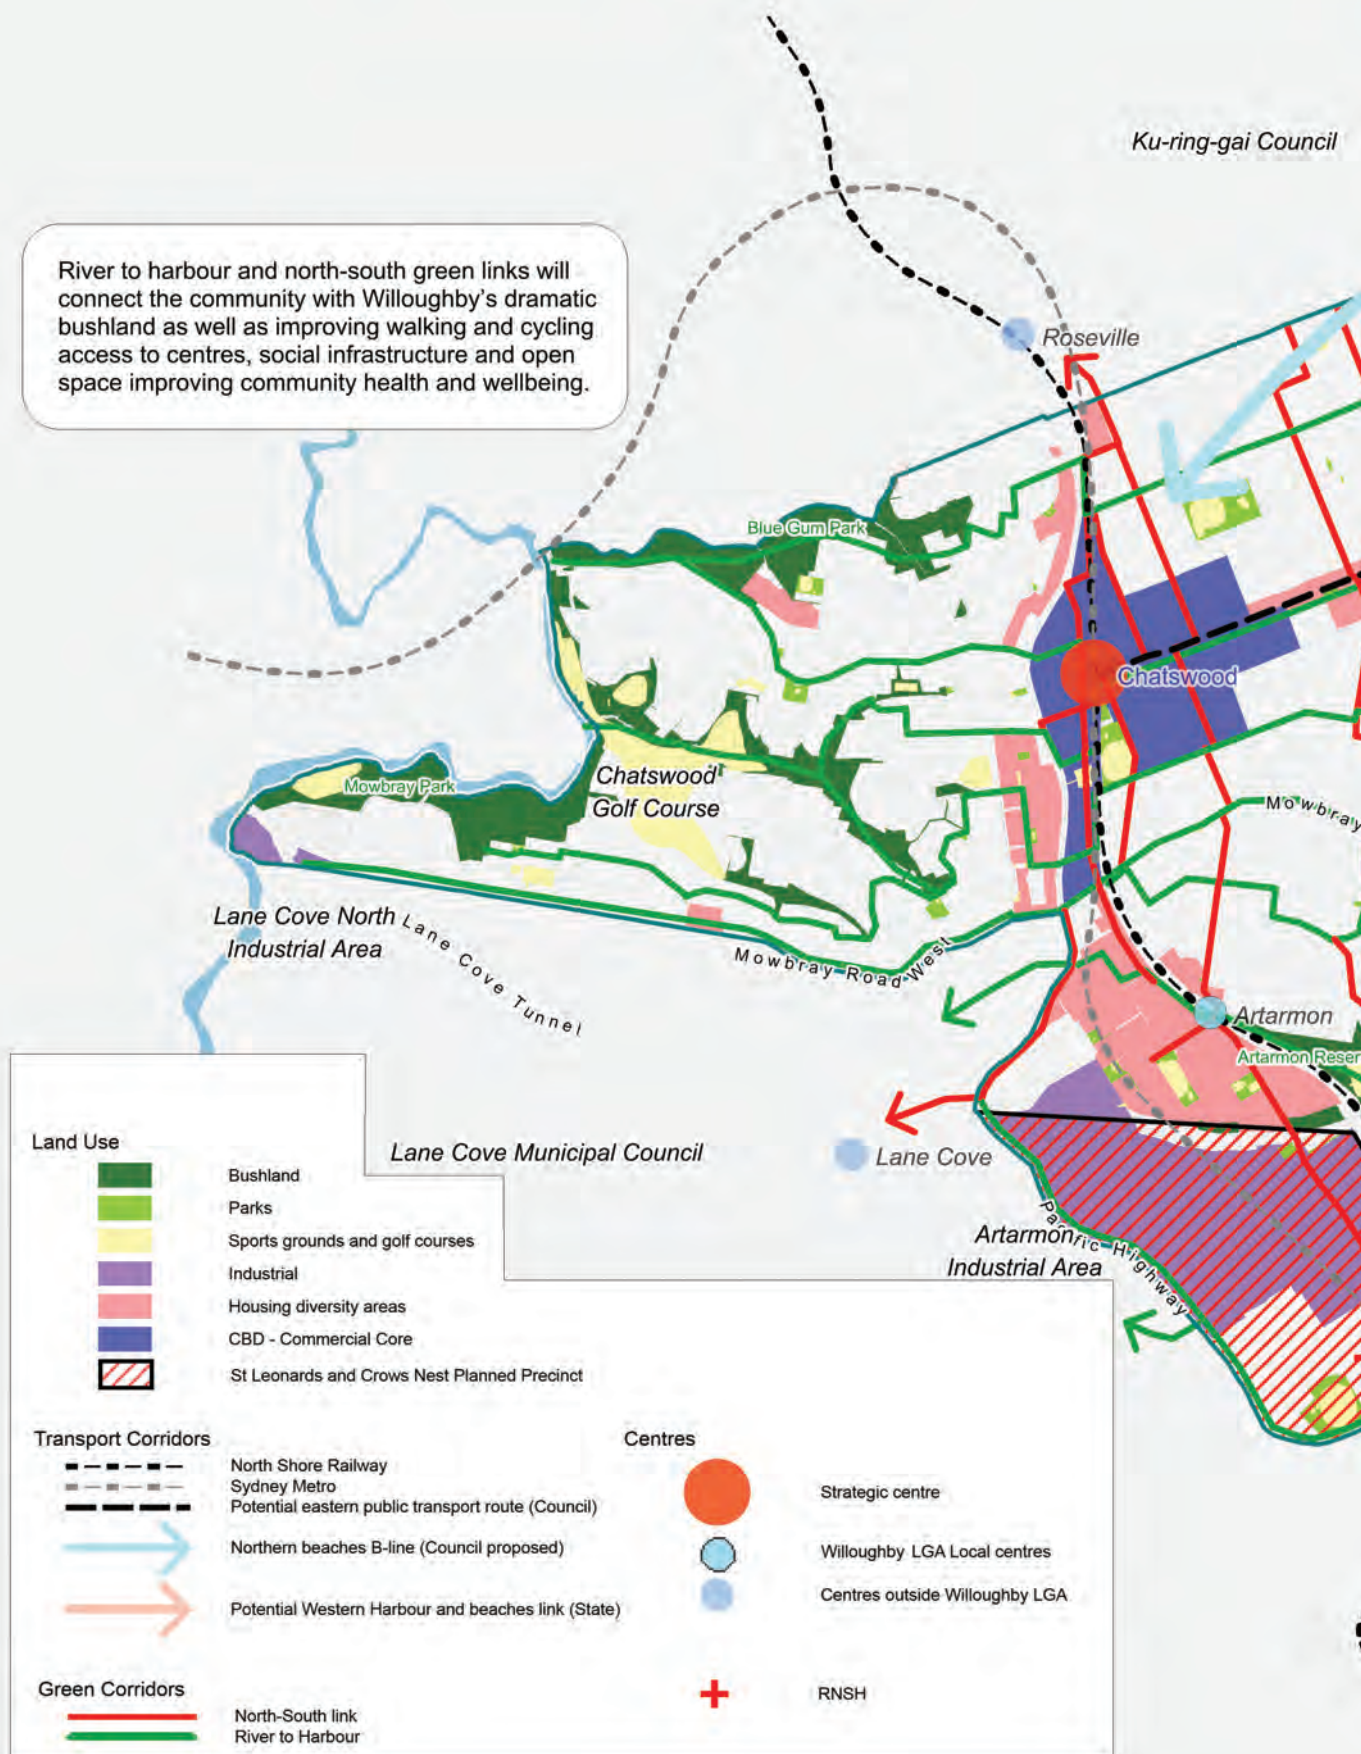 Ku-ring-gai Council
River to harbour and north-south green links will
connect the community with Willoughby's dramatic
bushland as well as improving walking and cycling
access to centres, social infrastructure and open
space improving community health and wellbeing.
Roseville
Blue Gum Park
Chatswood
Chatswood
Golf Course
Mowbray Park
Mowbray
Lane Cove North
Industrial Area
Lane Cove Tunnel
Mowbray Road West
Artarmon
Artarmon Reser
Lane Cove Municipal Council
Lane Cove
Artarmon
Industrial Area
Pacific Highway
Land Use
Bushland
Parks
Sports grounds and golf courses
Industrial
Housing diversity areas
CBD - Commercial Core
St Leonards and Crows Nest Planned Precinct
Transport Corridors
North Shore Railway
Sydney Metro
Potential eastern public transport route (Council)
Northern beaches B-line (Council proposed)
Potential Western Harbour and beaches link (State)
Green Corridors
North-South link
River to Harbour
Centres
Strategic centre
Willoughby LGA Local centres
Centres outside Willoughby LGA
RNSH